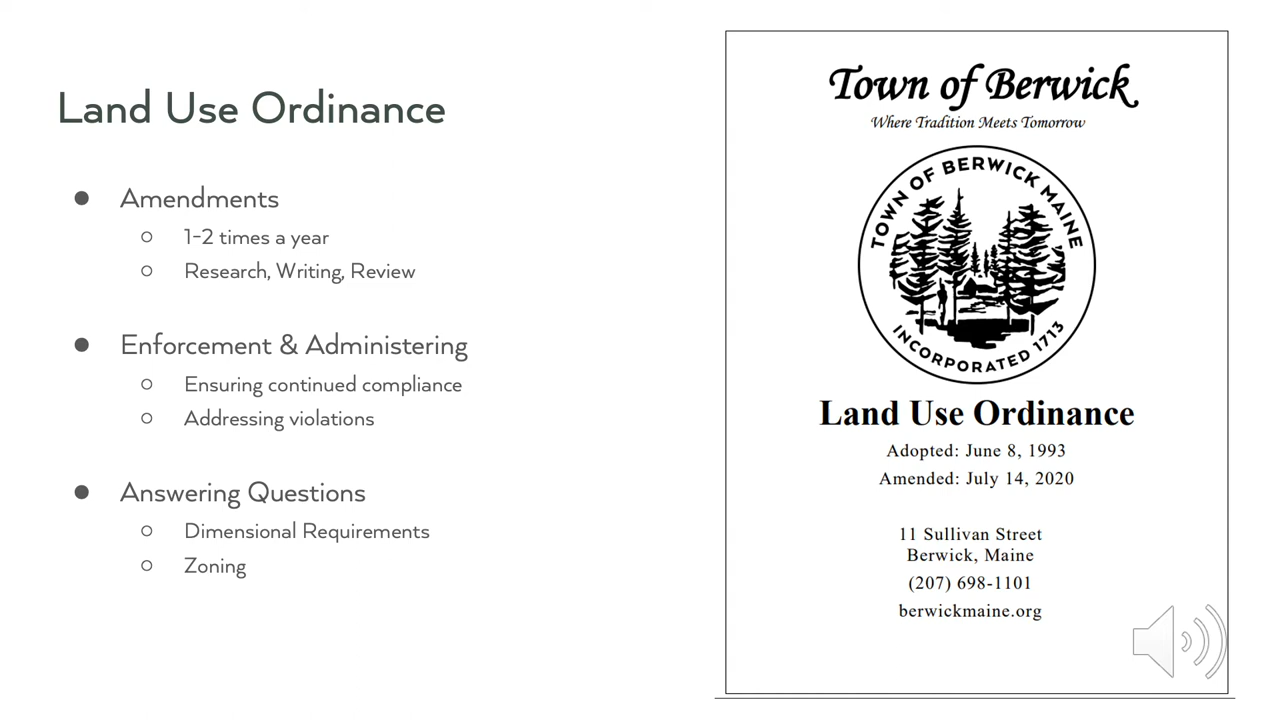 Land Use Ordinance
● Amendments
○ 1-2 times a year
○ Research, Writing, Review
● Enforcement & Administering
○ Ensuring continued compliance
○ Addressing violations
● Answering Questions
○ Dimensional Requirements
○ Zoning
Town of Berwick
Where Tradition Meets Tomorrow
TOWN OF BERWICK MAINE
INCORPORATED 1713
Land Use Ordinance
Adopted: June 8, 1993
Amended: July 14, 2020
11 Sullivan Street
Berwick, Maine
(207) 698-1101
berwickmaine.org